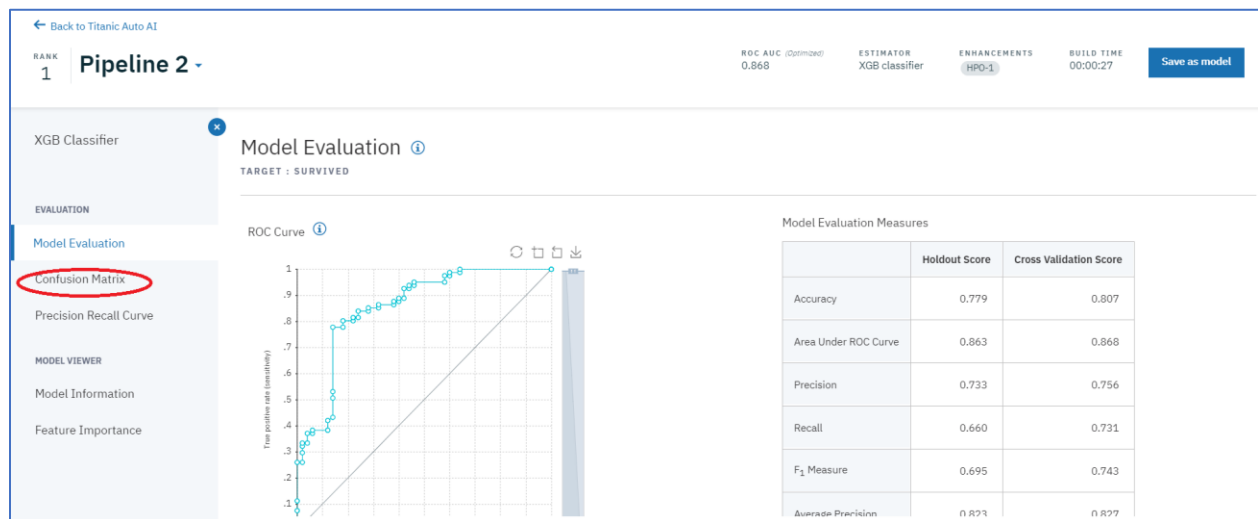 ← Back to Titanic Auto AI
RANK
1
Pipeline 2
ROC AUC (Optimized)
0.868
ESTIMATOR
XGB classifier
ENHANCEMENTS
HPO-1
BUILD TIME
00:00:27
Save as model
XGB Classifier
×
EVALUATION
Model Evaluation
Confusion Matrix
Precision Recall Curve
MODEL VIEWER
Model Information
Feature Importance
Model Evaluation i
TARGET : SURVIVED
ROC Curve i
1
.9
.8
.7
.6
.5
.4
.3
.2
.1
True positive rate (sensitivity)
Model Evaluation Measures
Holdout Score Cross Validation Score
Accuracy 0.779 0.807
Area Under ROC Curve 0.863 0.868
Precision 0.733 0.756
Recall 0.660 0.731
F1 Measure 0.695 0.743
Average Precision 0.823 0.827